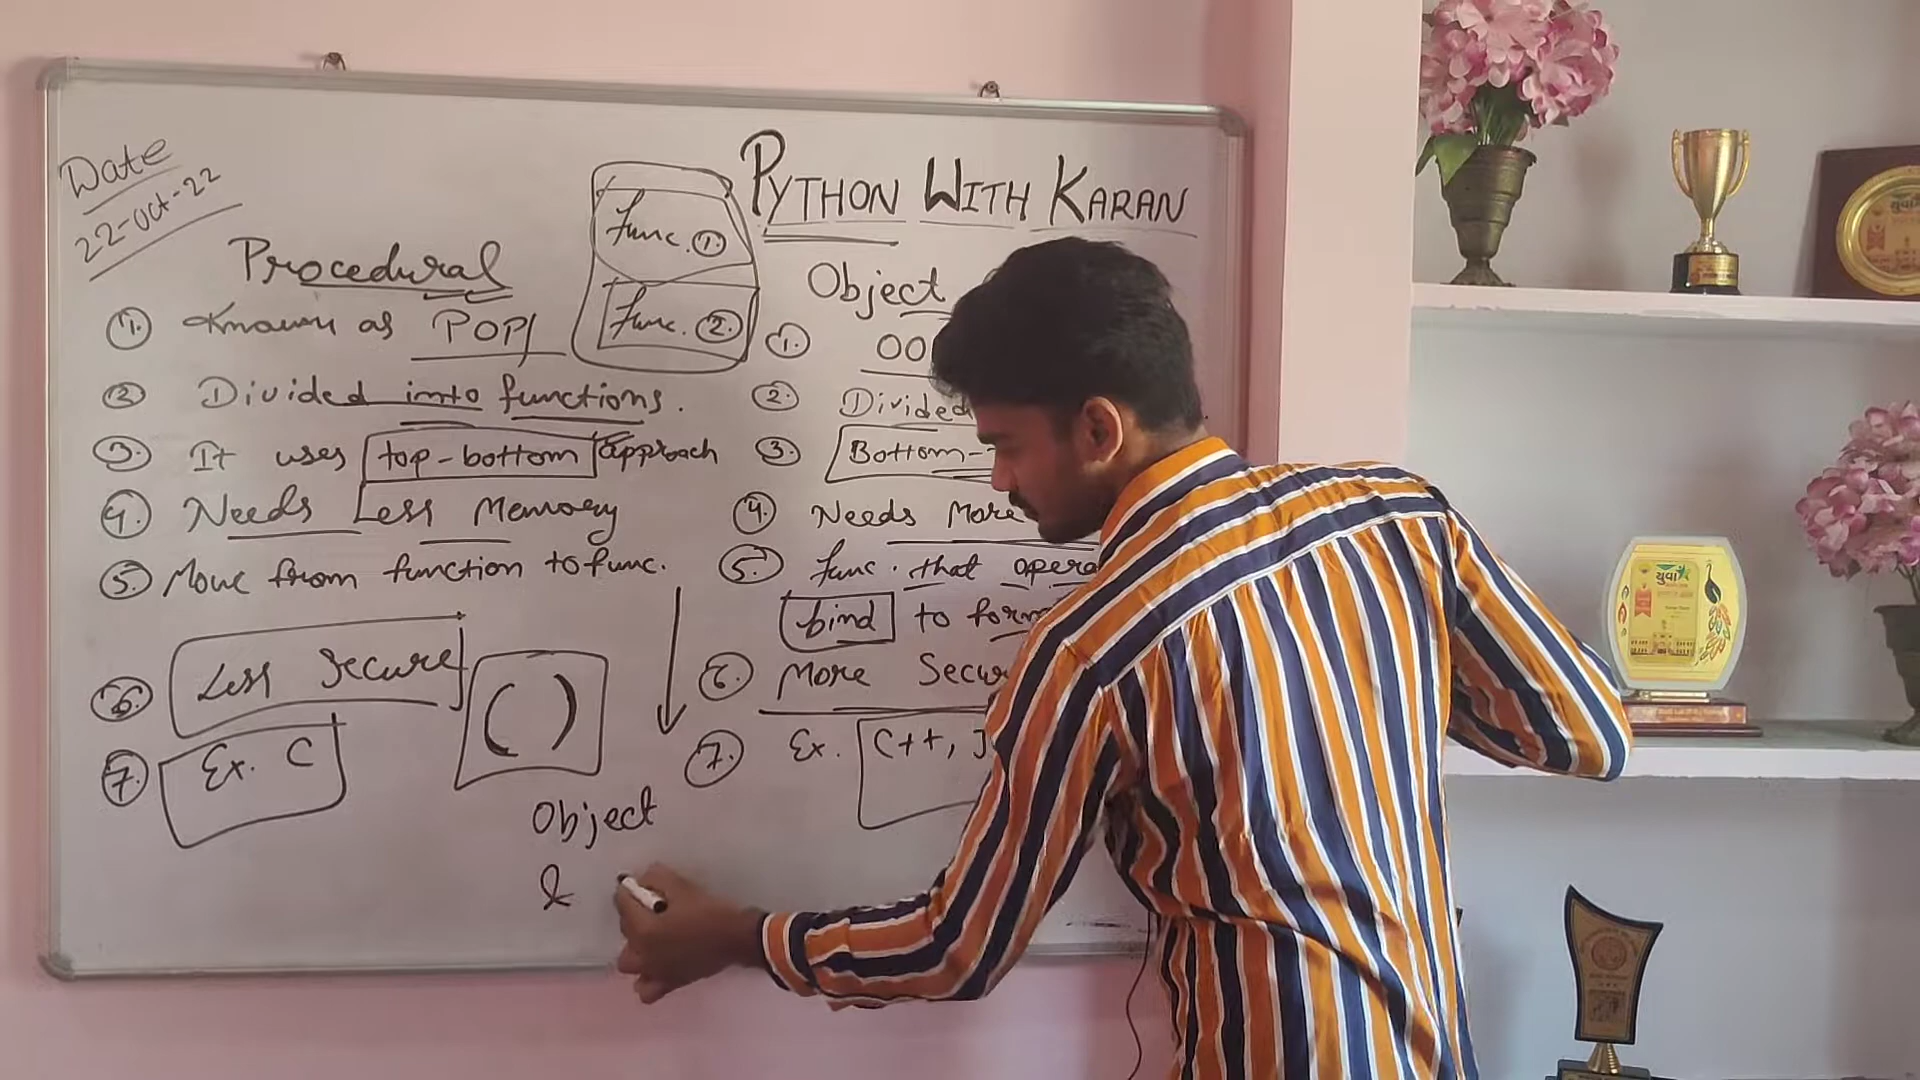 Date
22-Oct-22
PYTHON WITH KARAN
Func. 1.
Func. 2.
Procedural
1. Known as POP
2. Divided into functions.
3. It uses top-bottom approach
4. Needs Less Memory
5. Move from function to func.
6. Less Secure
( )
7. Ex. C
Object
1. OO
2. Divided
3. Bottom-
4. Needs More
5. func. that opera
bind to form
6. More Secur
7. Ex. C++, J
Object
&
યુવા